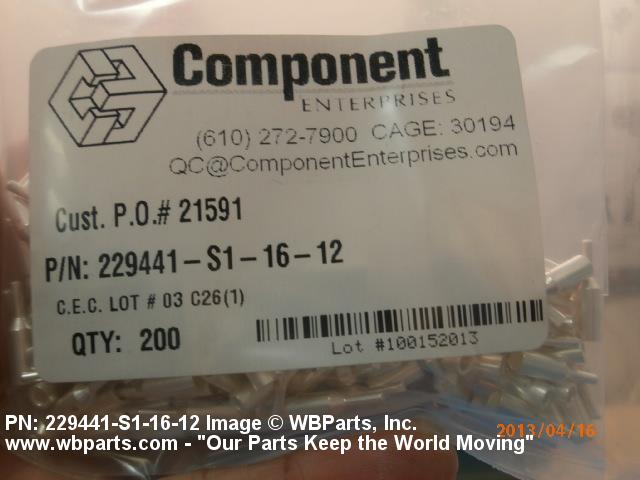 Component
ENTERPRISES
(610) 272-7900 CAGE: 30194
QC@ComponentEnterprises.com
Cust. P.O.# 21591
P/N: 229441-S1-16-12
C.E.C. LOT # 03 C26(1)
QTY: 200
Lot #100152013
PN: 229441-S1-16-12 Image © WBParts, Inc.
2013/04/16
www.wbparts.com - "Our Parts Keep the World Moving"